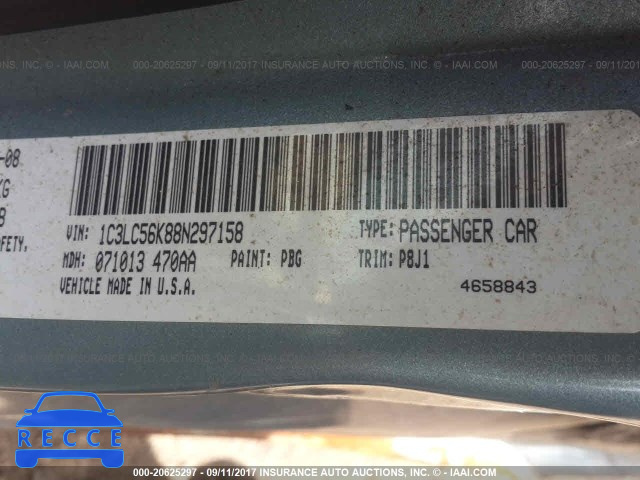 000-20625297 - 09/11/2017 INSURANCE AUTO AUCTIONS, INC. - © - IAAI.COM
-08
KG
B
AFETY,
VIN: 1C3LC56K88N297158
TYPE: PASSENGER CAR
MDH: 071013 470AA
PAINT: PBG
TRIM: P8J1
VEHICLE MADE IN U.S.A.
4658843
RECCE
000-20625297 - 09/11/2017 INSURANCE AUTO AUCTIONS, INC. - © - IAAI.COM